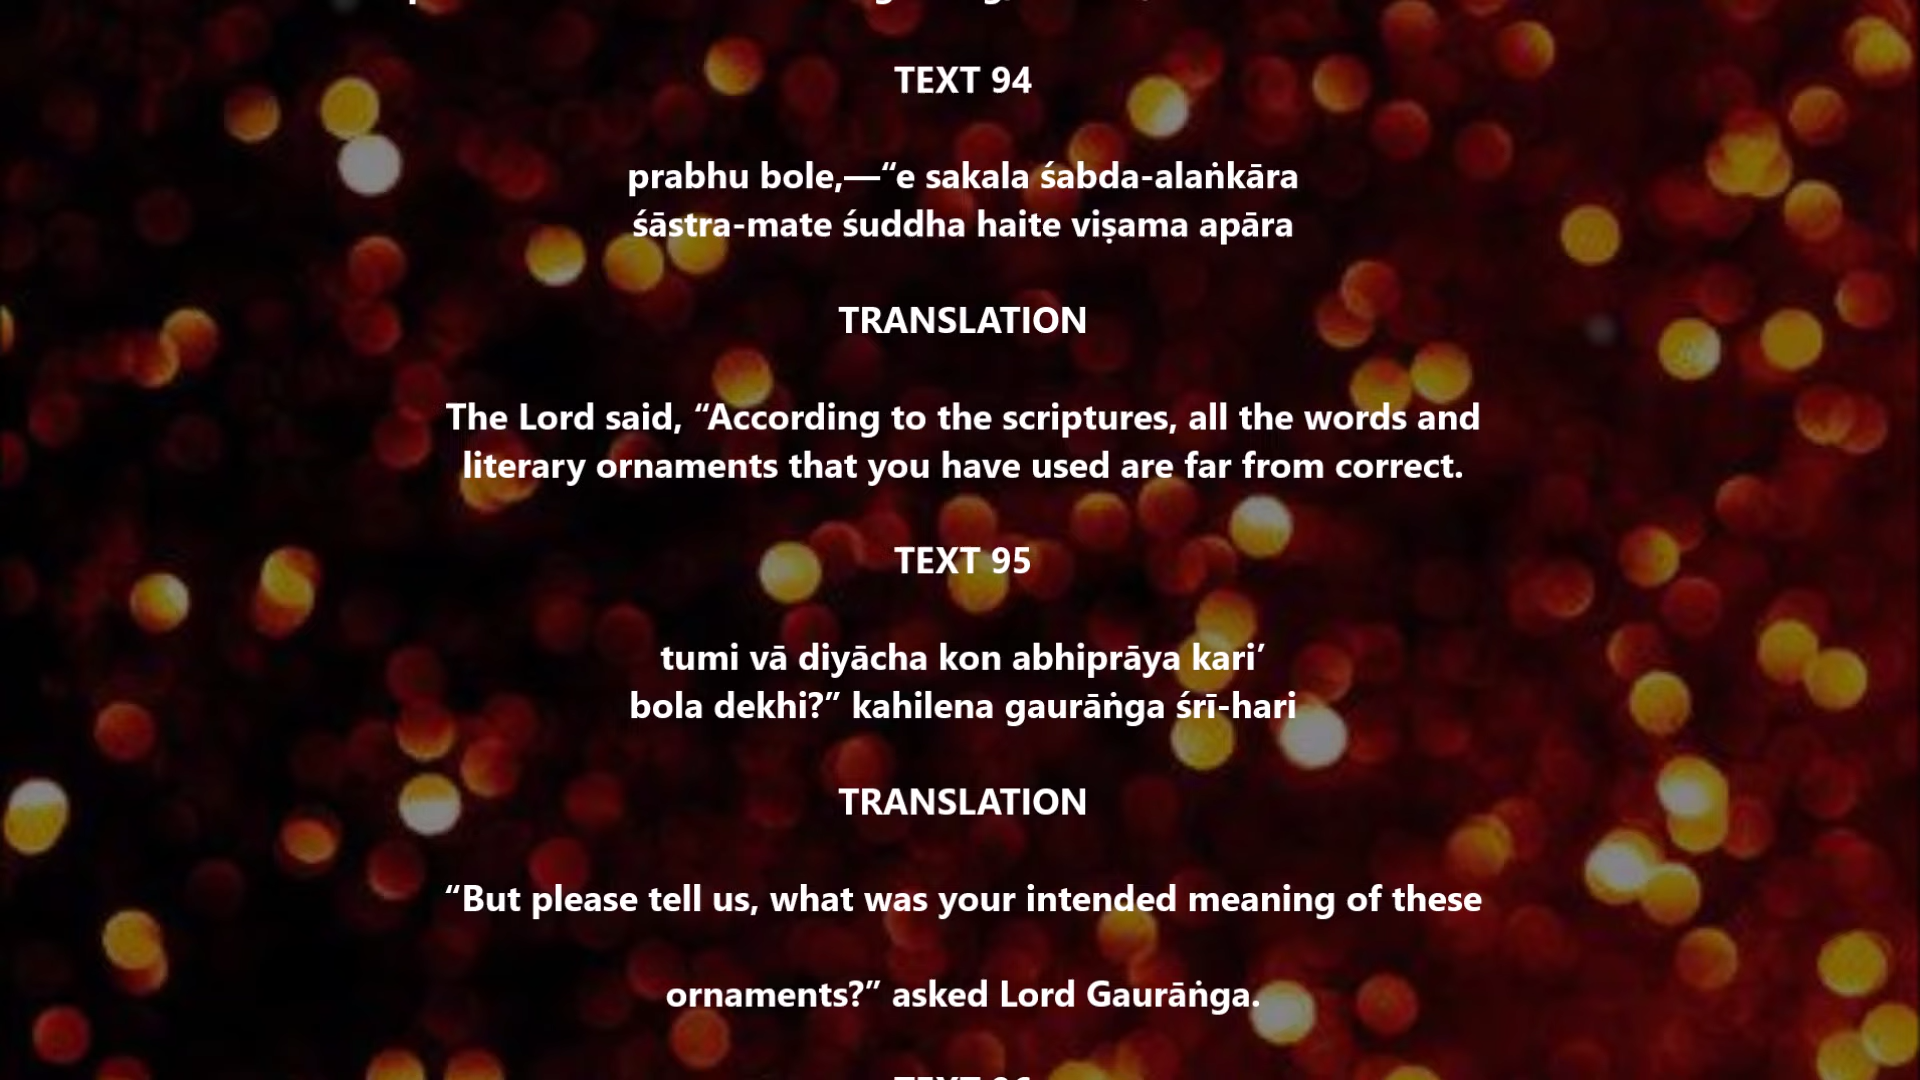 TEXT 94
prabhu bole,—“e sakala śabda-alaṅkāra
śāstra-mate śuddha haite viṣama apāra
TRANSLATION
The Lord said, “According to the scriptures, all the words and
literary ornaments that you have used are far from correct.
TEXT 95
tumi vā diyācha kon abhiprāya kari’
bola dekhi?” kahilena gaurāṅga śrī-hari
TRANSLATION
“But please tell us, what was your intended meaning of these
ornaments?” asked Lord Gaurāṅga.